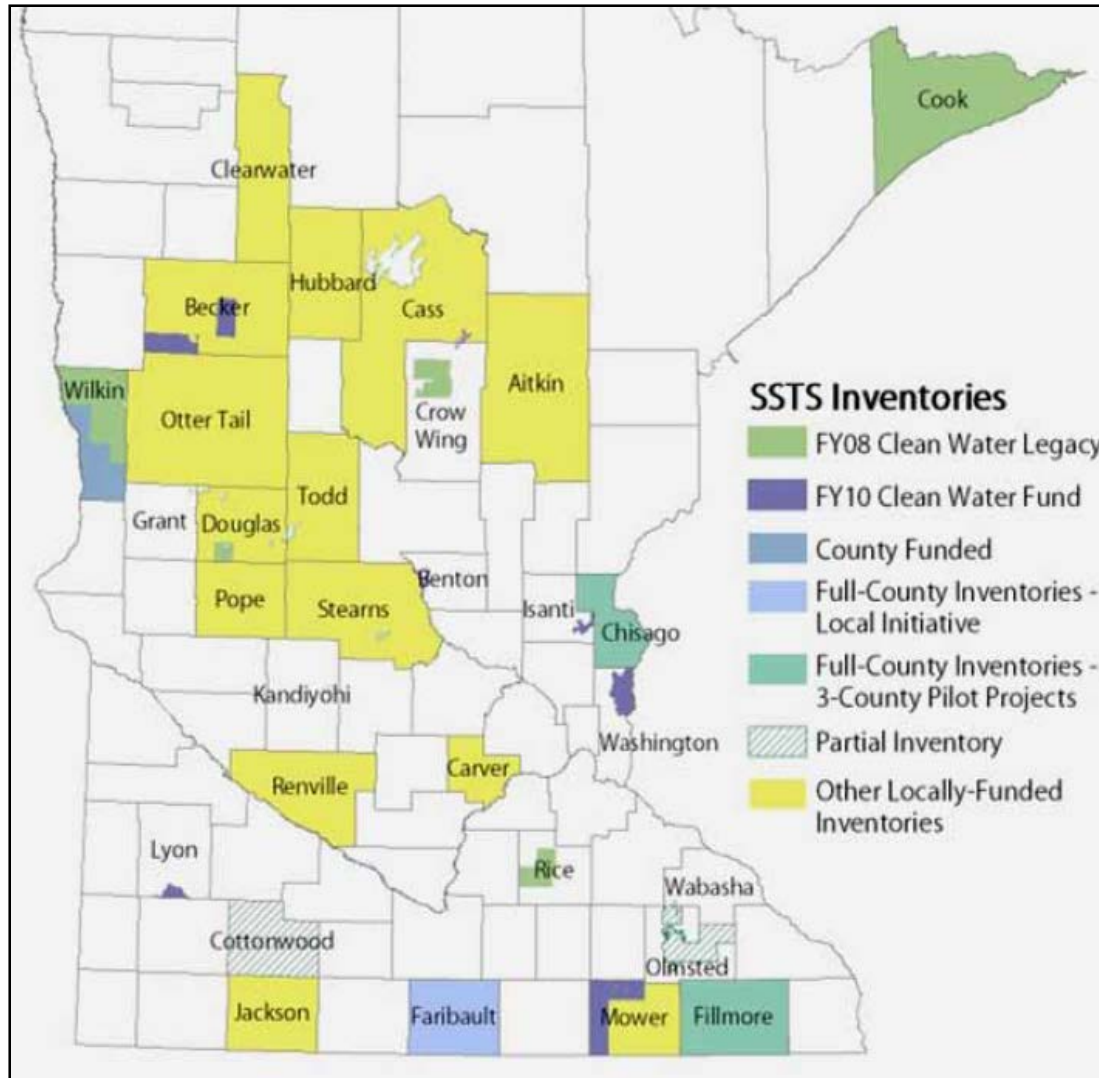 Cook
Clearwater
Hubbard
Becker
Cass
Wilkin
Otter Tail
Aitkin
Crow
Wing
Todd
Grant
Douglas
Benton
Pope
Stearns
Isanti
Chisago
Kandiyohi
Washington
Renville
Carver
Lyon
Rice
Wabasha
Cottonwood
Olmsted
Jackson
Faribault
Mower
Fillmore
SSTS Inventories
FY08 Clean Water Legacy
FY10 Clean Water Fund
County Funded
Full-County Inventories -
Local Initiative
Full-County Inventories -
3-County Pilot Projects
Partial Inventory
Other Locally-Funded
Inventories